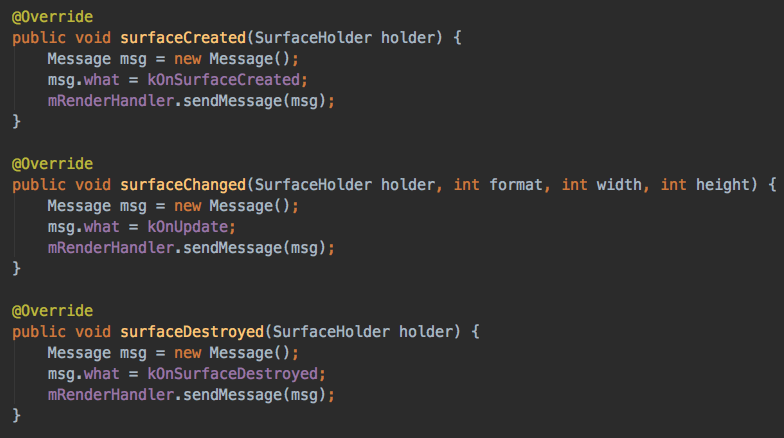 @Override
public void surfaceCreated(SurfaceHolder holder) {
    Message msg = new Message();
    msg.what = kOnSurfaceCreated;
    mRenderHandler.sendMessage(msg);
}

@Override
public void surfaceChanged(SurfaceHolder holder, int format, int width, int height) {
    Message msg = new Message();
    msg.what = kOnUpdate;
    mRenderHandler.sendMessage(msg);
}

@Override
public void surfaceDestroyed(SurfaceHolder holder) {
    Message msg = new Message();
    msg.what = kOnSurfaceDestroyed;
    mRenderHandler.sendMessage(msg);
}